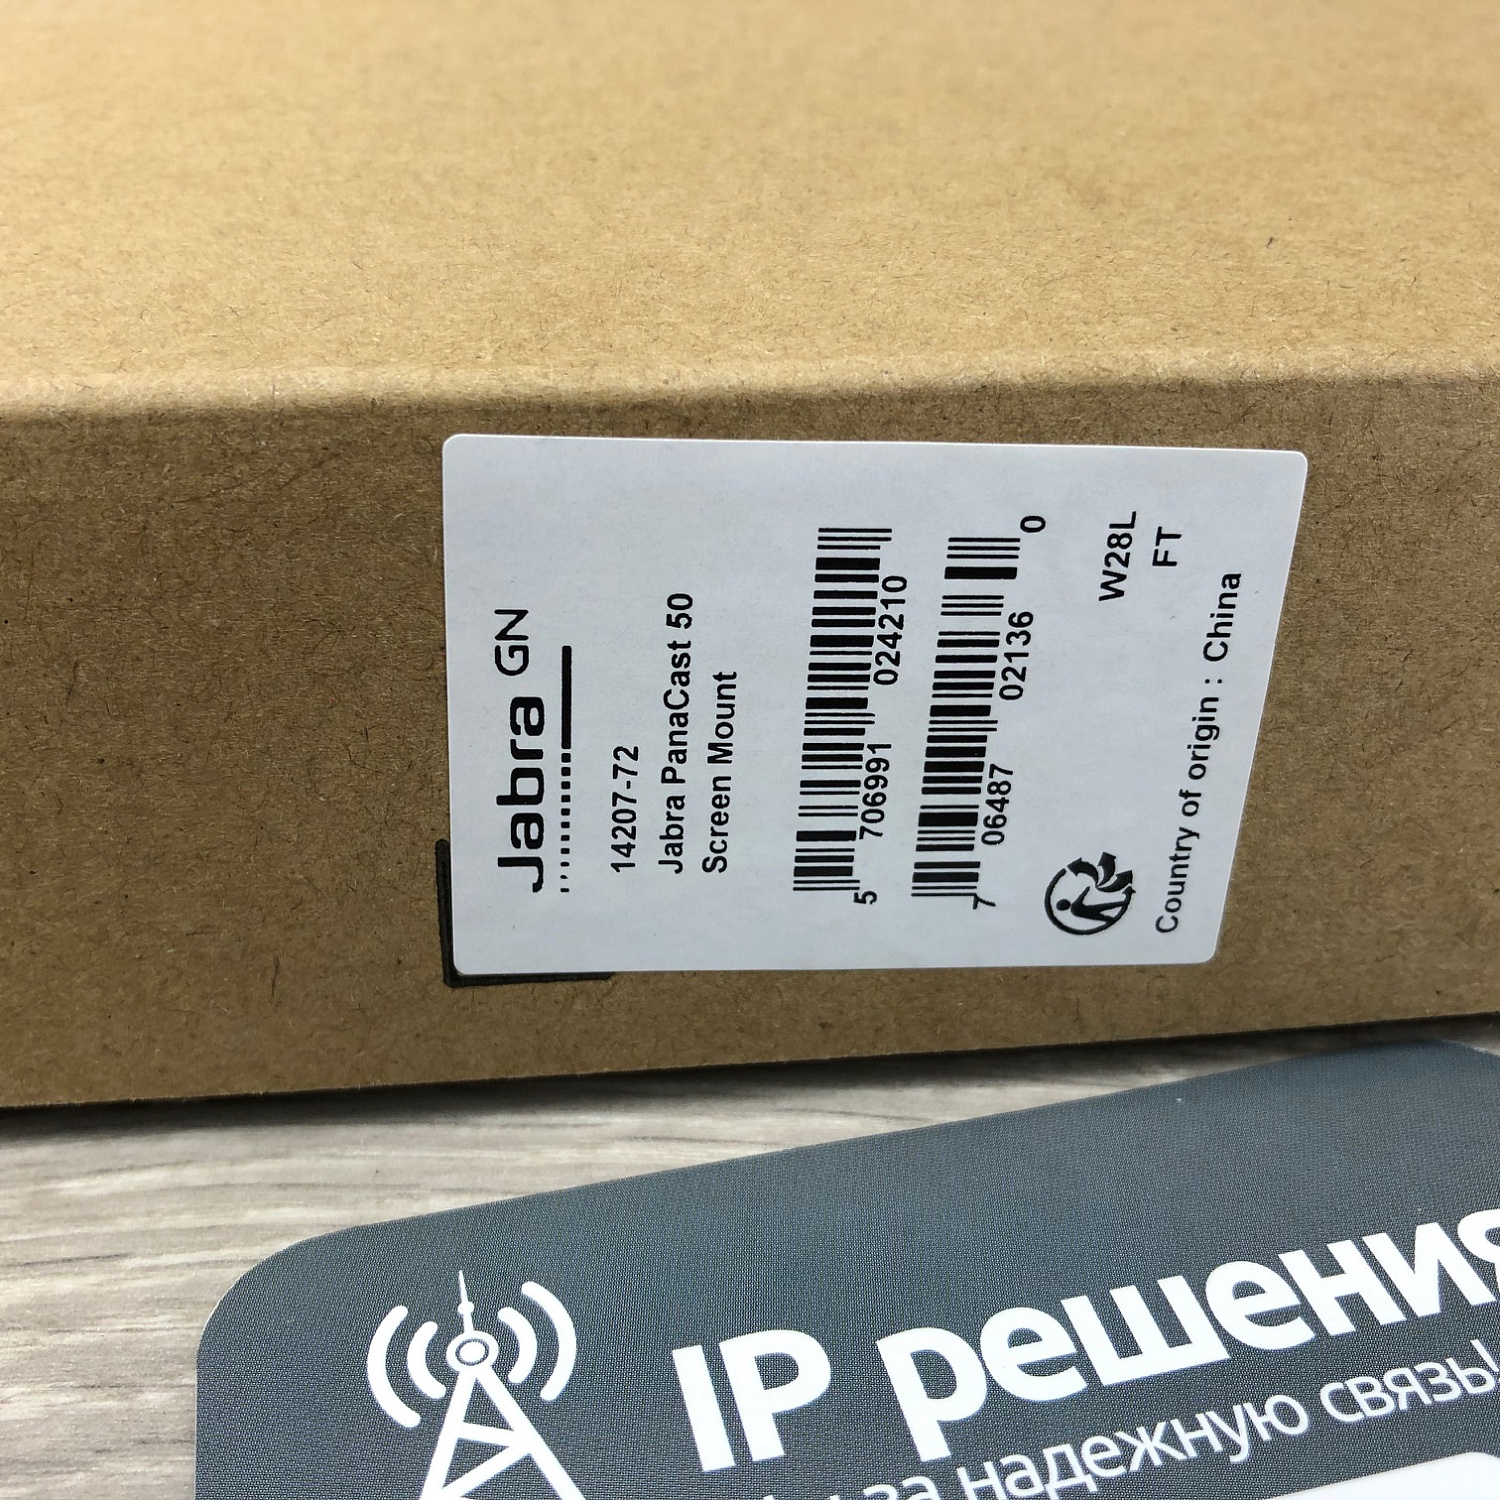 Jabra GN
14207-72
Jabra PanaCast 50
Screen Mount
5 706991 024210
7 06487 02136 0
W28L
FT
Country of origin : China
IP решения
за надежную связь!